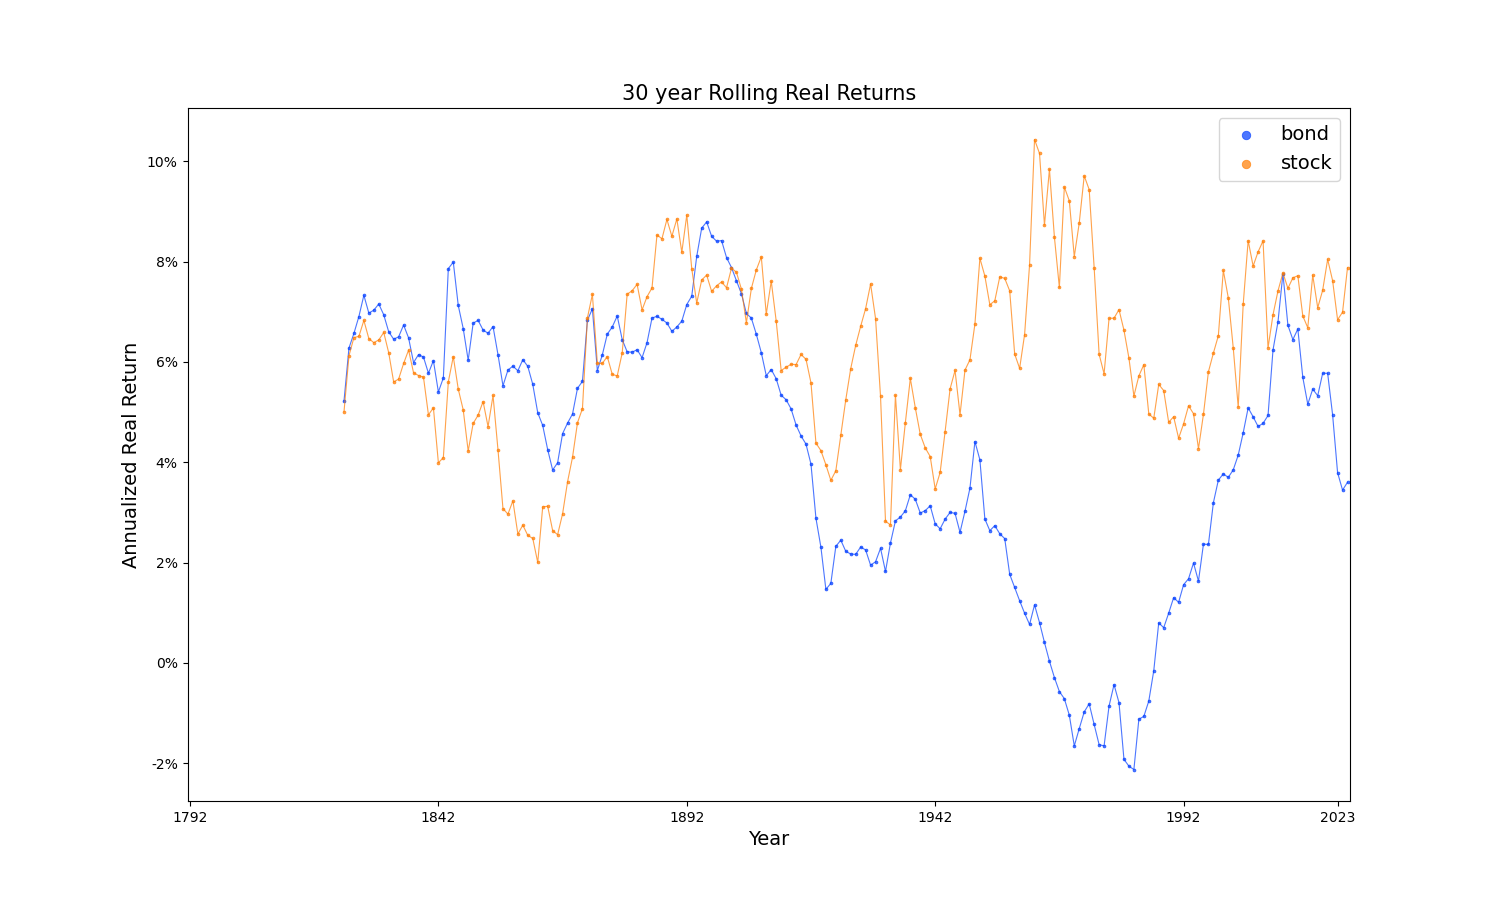 30 year Rolling Real Returns
bond
stock
10%
8%
6%
4%
2%
0%
-2%
Annualized Real Return
1792
1842
1892
1942
1992
2023
Year